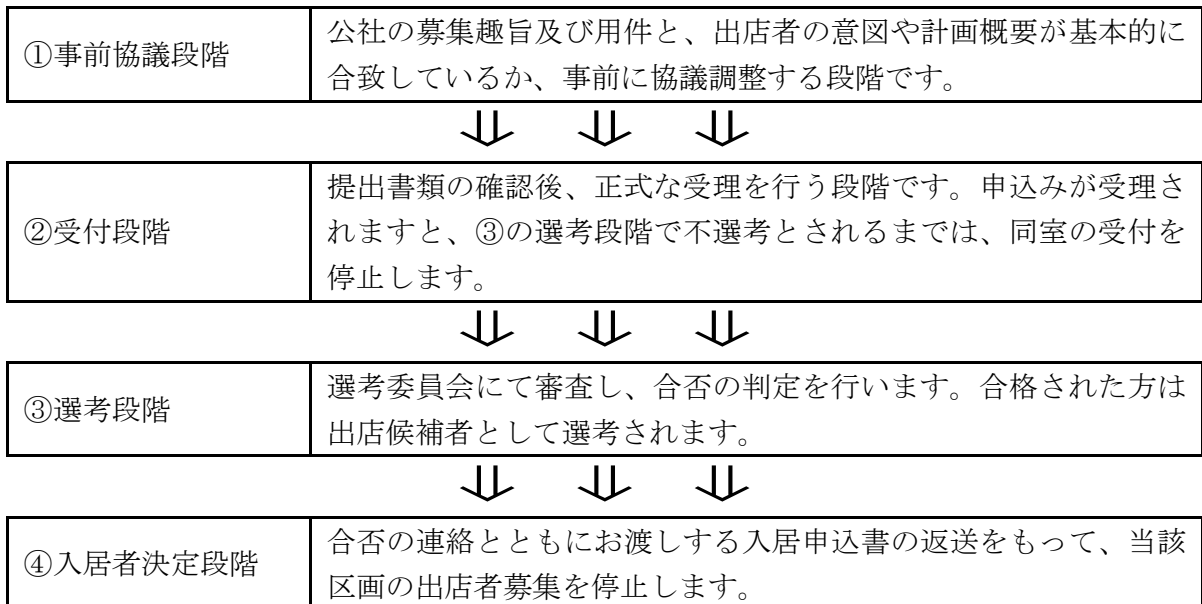 ①事前協議段階
公社の募集趣旨及び用件と、出店者の意図や計画概要が基本的に
合致しているか、事前に協議調整する段階です。
②受付段階
提出書類の確認後、正式な受理を行う段階です。申込みが受理さ
れますと、③の選考段階で不選考とされるまでは、同室の受付を
停止します。
③選考段階
選考委員会にて審査し、合否の判定を行います。合格された方は
出店候補者として選考されます。
④入居者決定段階
合否の連絡とともにお渡しする入居申込書の返送をもって、当該
区画の出店者募集を停止します。